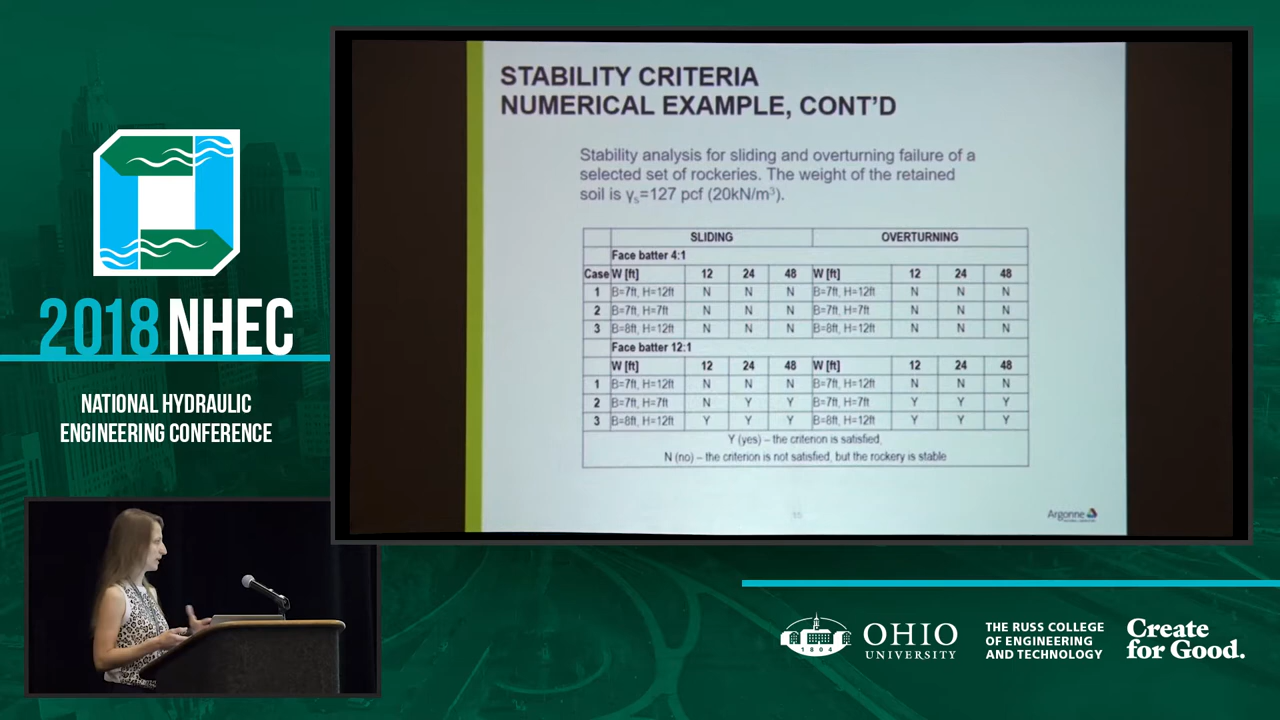 STABILITY CRITERIA
NUMERICAL EXAMPLE, CONT'D
Stability analysis for sliding and overturning failure of a
selected set of rockeries. The weight of the retained
soil is γs=127 pcf (20kN/m³).
SLIDING OVERTURNING
Face batter 4:1
Case W [ft] 12 24 48 W [ft] 12 24 48
1 B=7ft, H=12ft N N N B=7ft, H=12ft N N N
2 B=7ft, H=7ft N N N B=7ft, H=7ft N N N
3 B=8ft, H=12ft N N N B=8ft, H=12ft N N N
Face batter 12:1
W [ft] 12 24 48 W [ft] 12 24 48
1 B=7ft, H=12ft N N N B=7ft, H=12ft N N N
2 B=7ft, H=7ft N Y Y B=7ft, H=7ft Y Y Y
3 B=8ft, H=12ft Y Y Y B=8ft, H=12ft Y Y Y
Y (yes) – the criterion is satisfied,
N (no) – the criterion is not satisfied, but the rockery is stable
15
Argonne
2018 NHEC
NATIONAL HYDRAULIC
ENGINEERING CONFERENCE
1804
OHIO
UNIVERSITY
THE RUSS COLLEGE
OF ENGINEERING
AND TECHNOLOGY
Create
for Good.